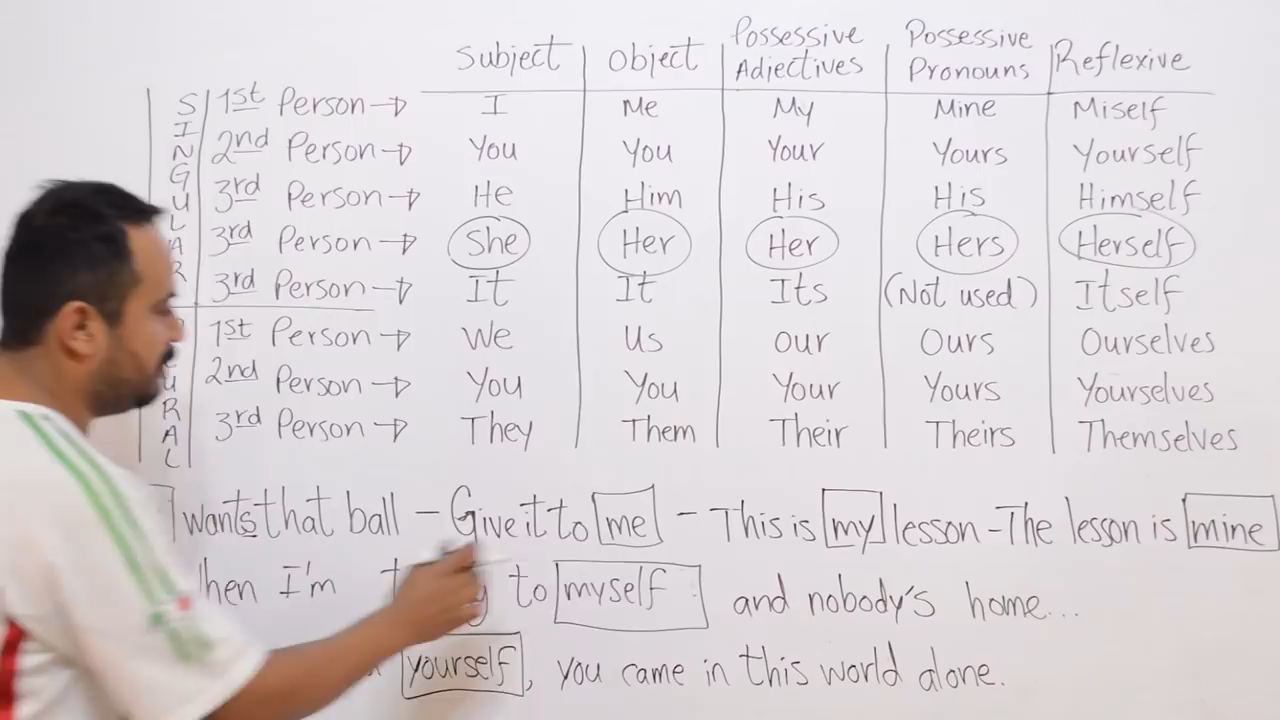 Subject Object Possessive Adjectives Possessive Pronouns Reflexive
SINGULAR
1st Person → I Me My Mine Miself
2nd Person → You You Your Yours Yourself
3rd Person → He Him His His Himself
3rd Person → She Her Her Hers Herself
3rd Person → It It Its (Not used) Itself
1st Person → We Us Our Ours Ourselves
2nd Person → You You Your Yours Yourselves
3rd Person → They Them Their Theirs Themselves
I wants that ball - Give it to me - This is my lesson - The lesson is mine
I'm to myself and nobody's home...
yourself, you came in this world alone.